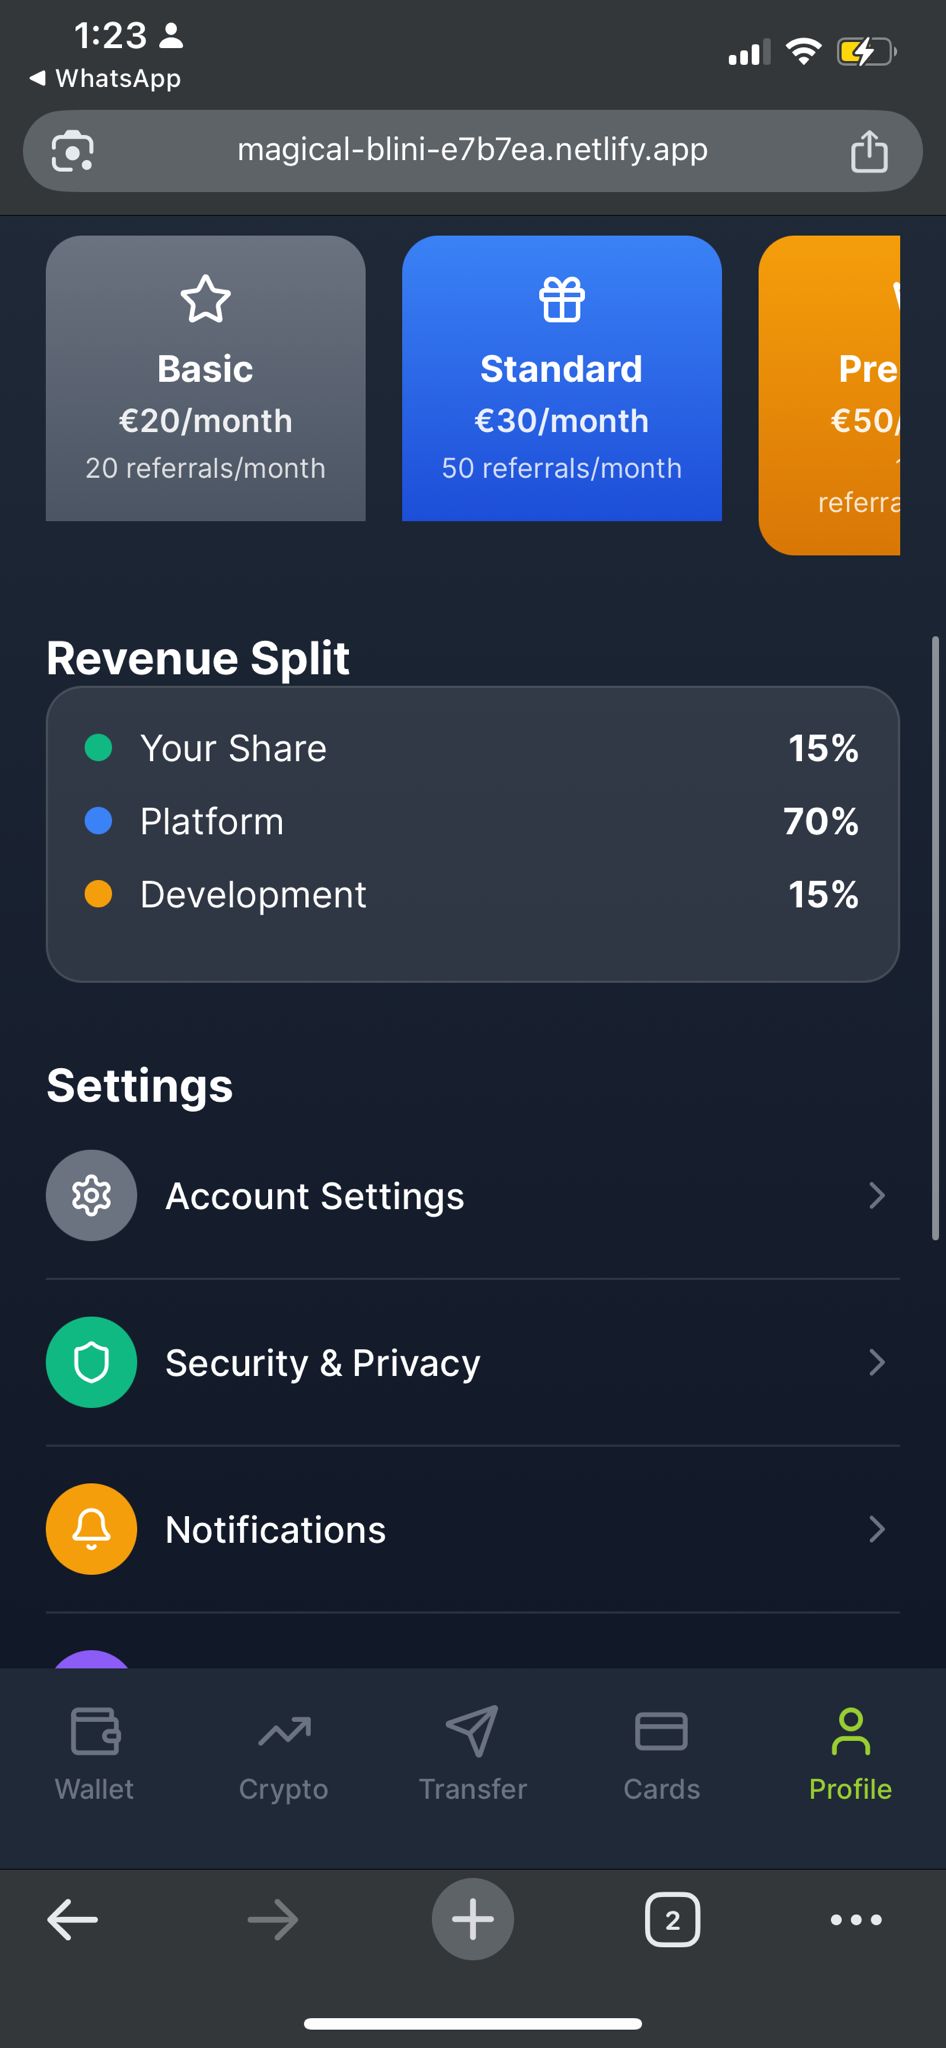 1:23
WhatsApp
magical-blini-e7b7ea.netlify.app
Basic
€20/month
20 referrals/month
Standard
€30/month
50 referrals/month
Pre
€50/
referra
Revenue Split
Your Share 15%
Platform 70%
Development 15%
Settings
Account Settings
Security & Privacy
Notifications
Wallet
Crypto
Transfer
Cards
Profile
2